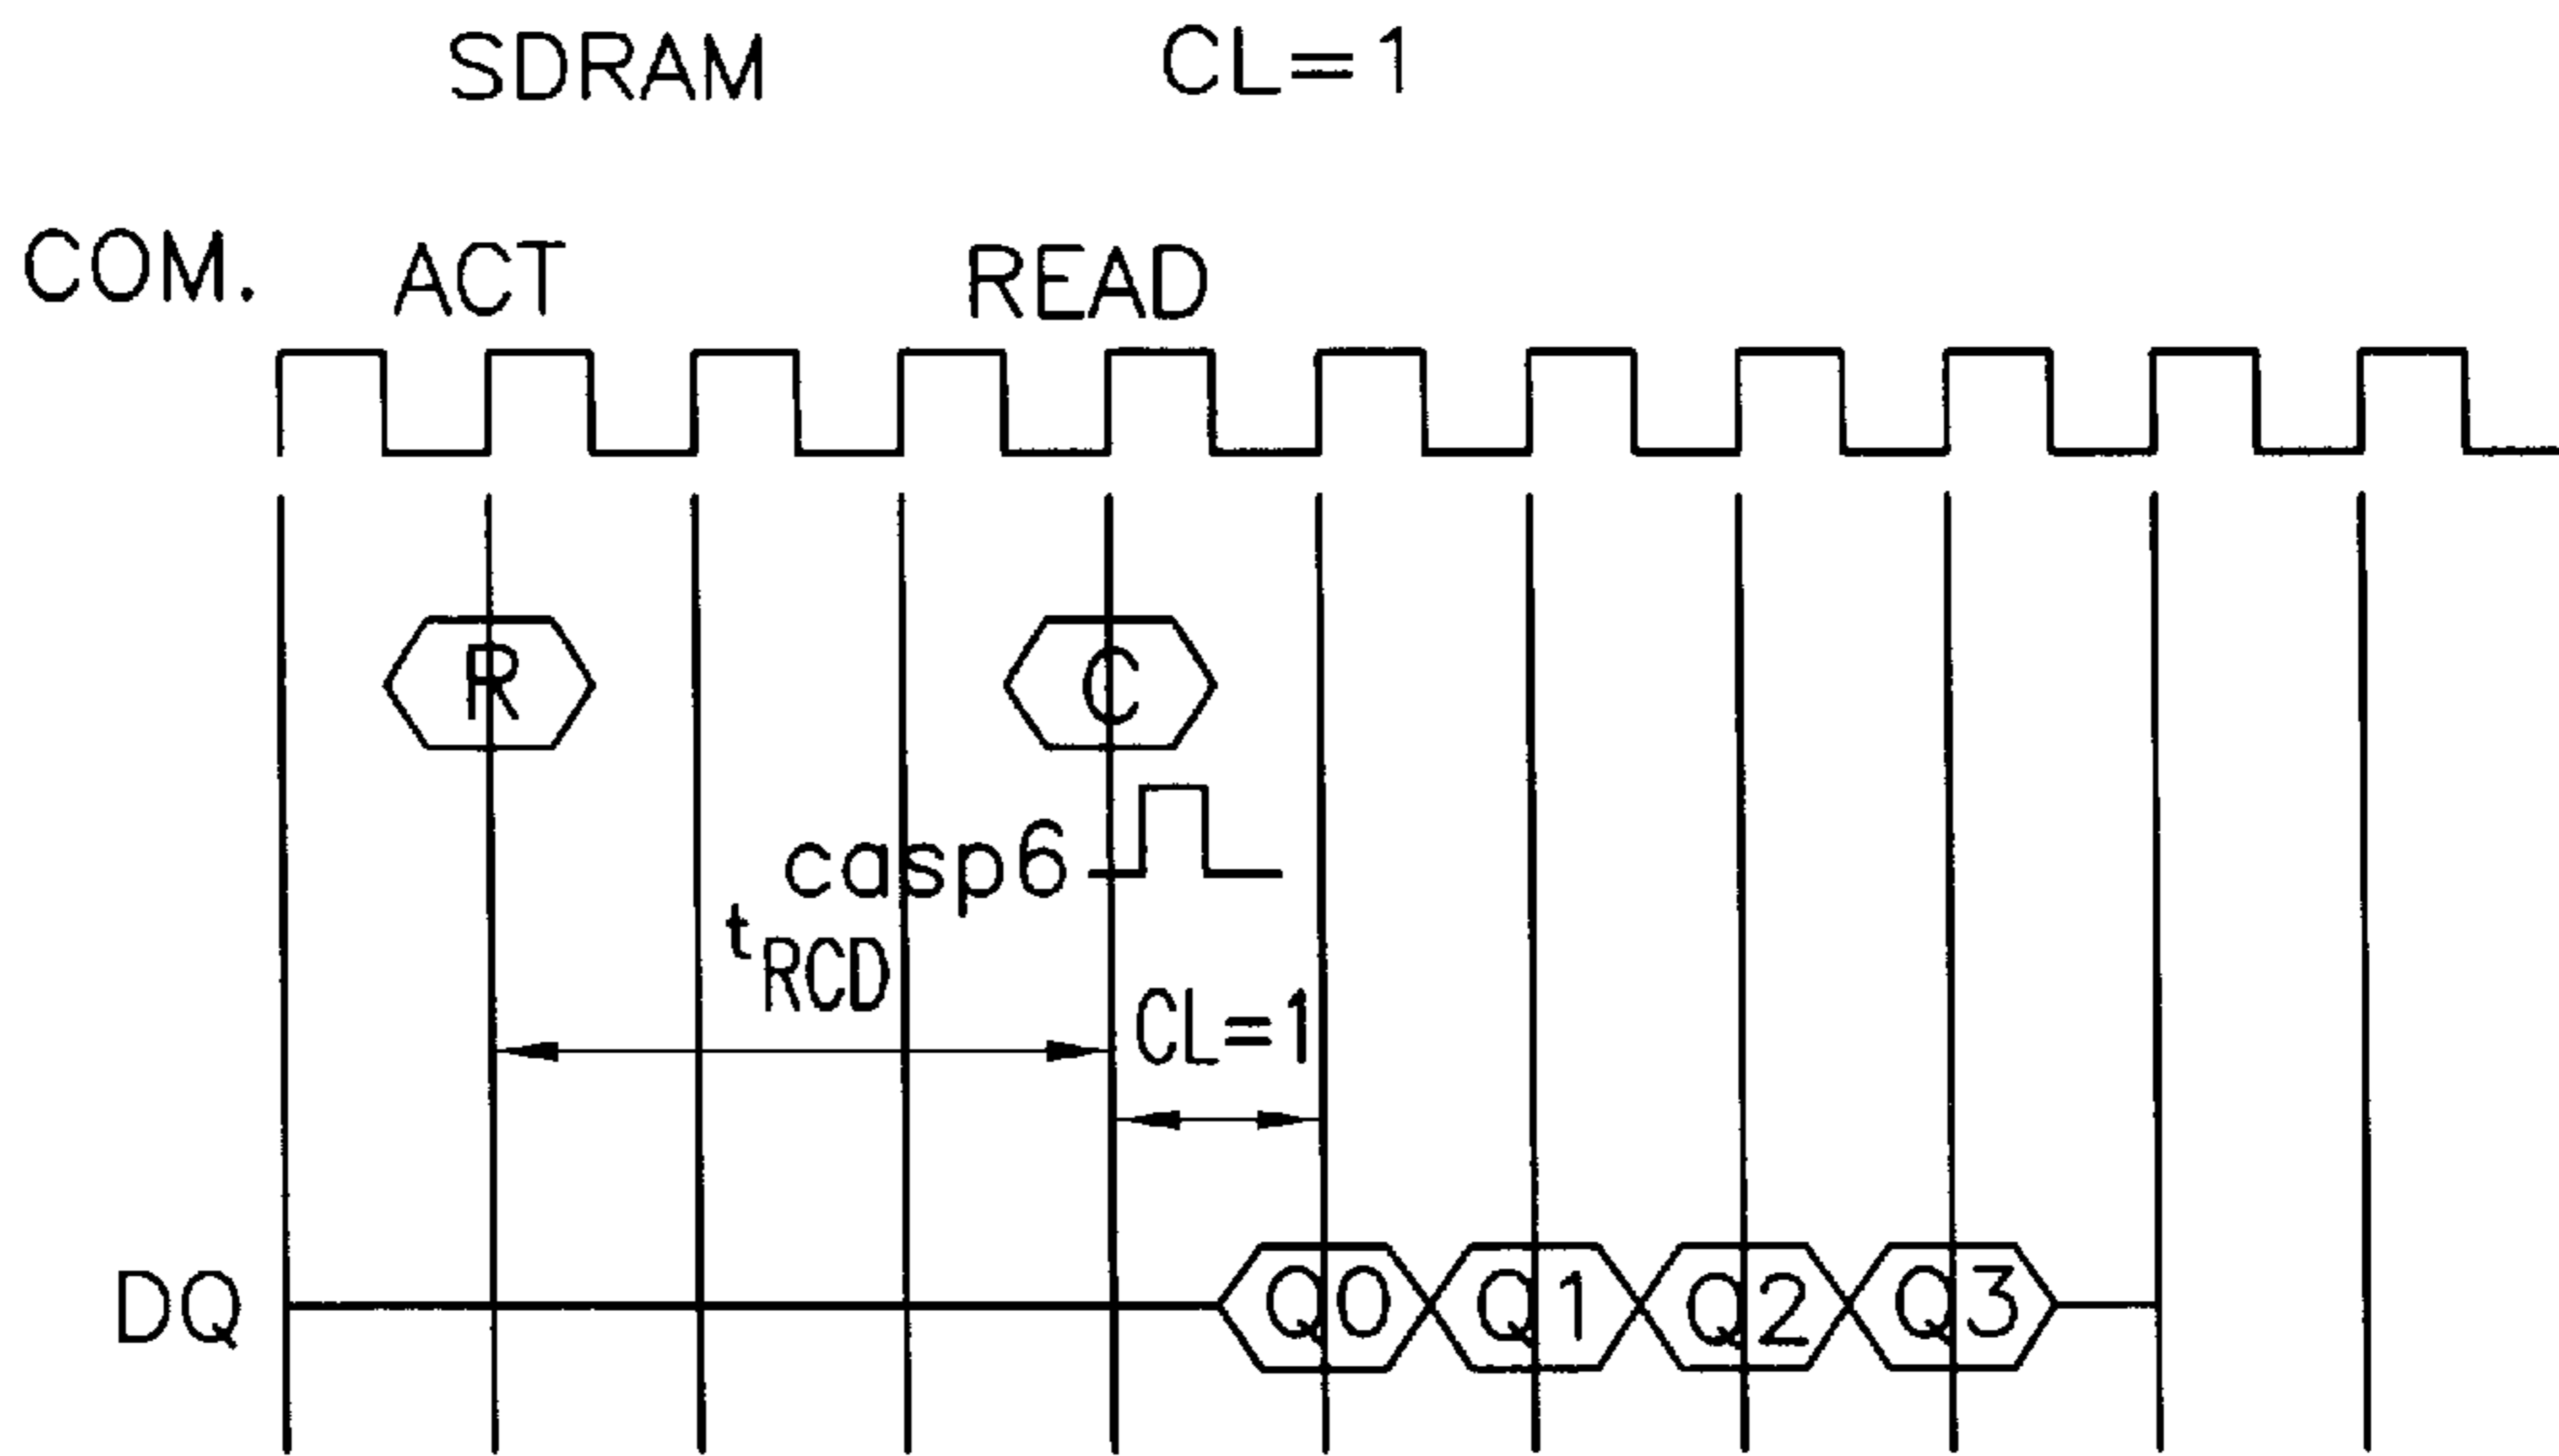 SDRAM CL=1
COM. ACT READ
R C
casp6
tRCD
CL=1
DQ Q0 Q1 Q2 Q3